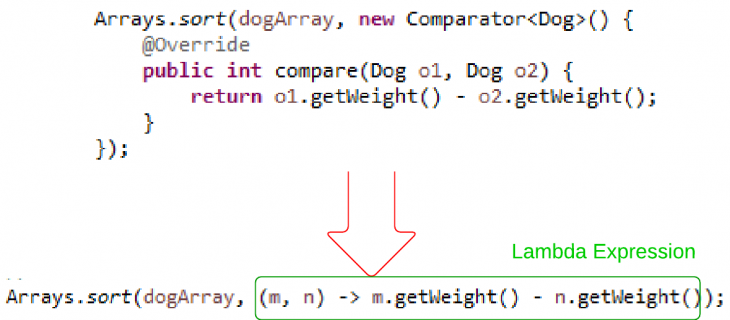 Arrays.sort(dogArray, new Comparator<Dog>() {
    @Override
    public int compare(Dog o1, Dog o2) {
        return o1.getWeight() - o2.getWeight();
    }
});
Lambda Expression
Arrays.sort(dogArray, (m, n) -> m.getWeight() - n.getWeight());